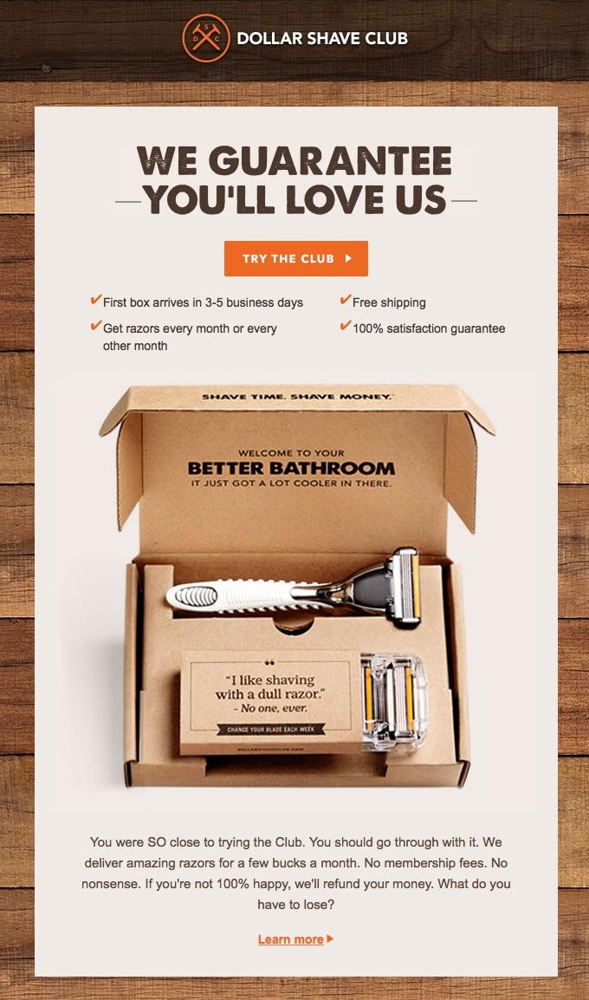 D S C
DOLLAR SHAVE CLUB
WE GUARANTEE
YOU'LL LOVE US
TRY THE CLUB
First box arrives in 3-5 business days
Get razors every month or every
other month
Free shipping
100% satisfaction guarantee
SHAVE TIME. SHAVE MONEY.™
WELCOME TO YOUR
BETTER BATHROOM
IT JUST GOT A LOT COOLER IN THERE.
“
“I like shaving
with a dull razor.”
- No one, ever.
CHANGE YOUR BLADE EACH WEEK
DOLLARSHAVECLUB.COM
You were SO close to trying the Club. You should go through with it. We
deliver amazing razors for a few bucks a month. No membership fees. No
nonsense. If you're not 100% happy, we'll refund your money. What do you
have to lose?
Learn more